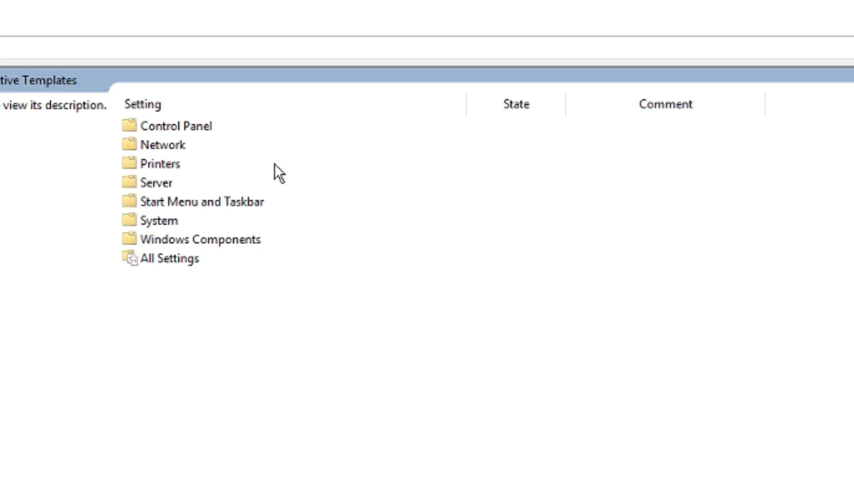 tive Templates
view its description.
Setting State Comment
Control Panel
Network
Printers
Server
Start Menu and Taskbar
System
Windows Components
All Settings